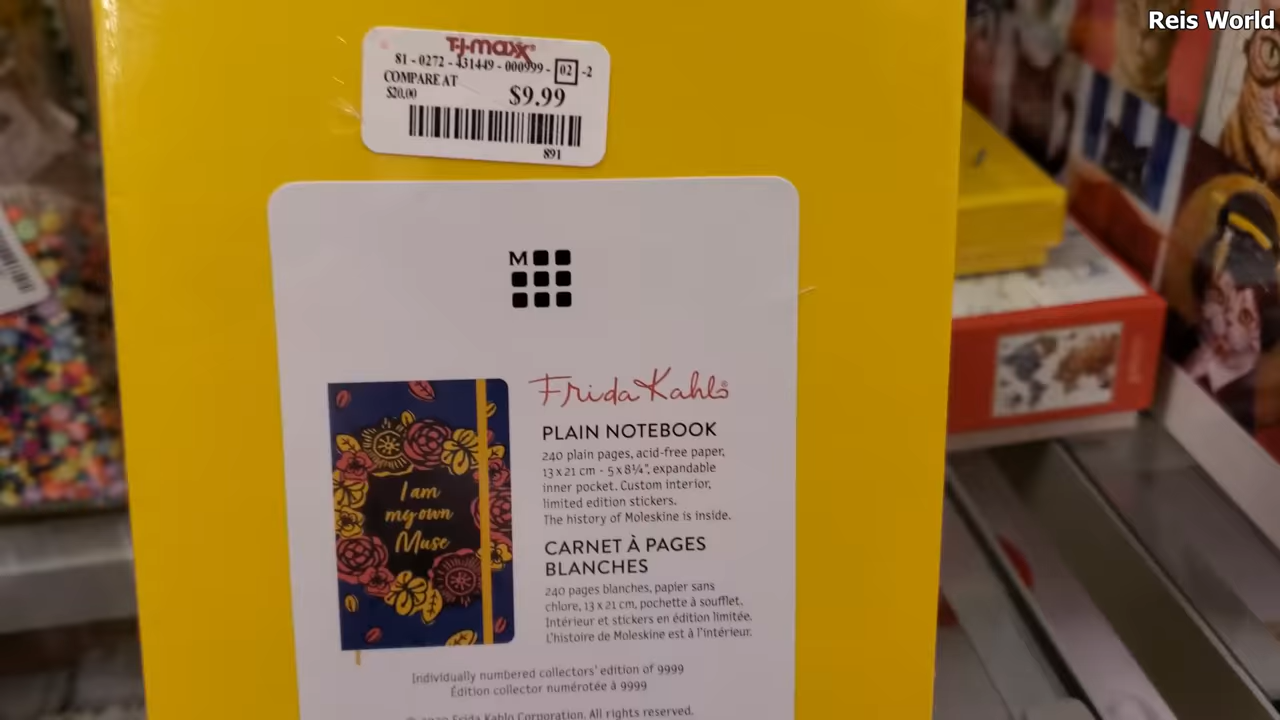 Reis World
T·J·maxx®
81 - 0272 - 431449 - 000999 - 02 -2
COMPARE AT
$20.00 $9.99
891
M
Frida Kahlo®
PLAIN NOTEBOOK
240 plain pages, acid-free paper,
13 x 21 cm - 5 x 8¼", expandable
inner pocket. Custom interior,
limited edition stickers.
The history of Moleskine is inside.
I am
my own
Muse
CARNET À PAGES
BLANCHES
240 pages blanches, papier sans
chlore, 13 x 21 cm, pochette à soufflet.
Intérieur et stickers en édition limitée.
L'histoire de Moleskine est à l'intérieur.
Individually numbered collectors' edition of 9999
Édition collector numérotée à 9999
Frida Kahlo Corporation. All rights reserved.